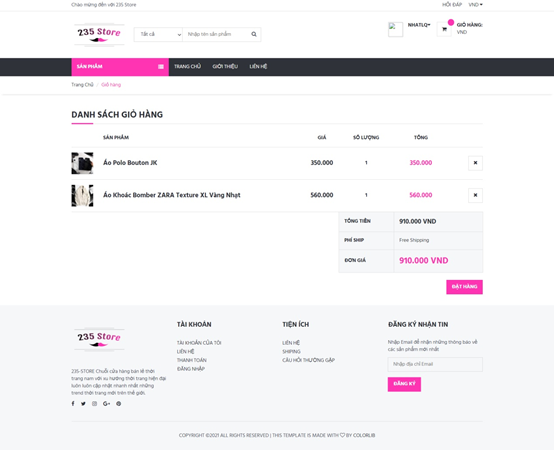 Chào mừng đến với 235 Store
HỎI ĐÁP VND
235 Store
Tất cả
Nhập tên sản phẩm
NHATLQ
GIỎ HÀNG:
VND
SẢN PHẨM
TRANG CHỦ
GIỚI THIỆU
LIÊN HỆ
Trang Chủ / Giỏ hàng
DANH SÁCH GIỎ HÀNG
SẢN PHẨM GIÁ SỐ LƯỢNG TỔNG
Áo Polo Bouton JK 350.000 1 350.000
Áo Khoác Bomber ZARA Texture XL Vàng Nhạt 560.000 1 560.000
TỔNG TIỀN 910.000 VND
PHÍ SHIP Free Shipping
ĐƠN GIÁ 910.000 VND
ĐẶT HÀNG
235 Store
235-STORE Chuỗi cửa hàng bán lẻ thời
trang nam với xu hướng thời trang hiện đại
luôn luôn cập nhật nhanh nhất những
trend thời trang mới trên thế giới.
TÀI KHOẢN
TÀI KHOẢN CỦA TÔI
LIÊN HỆ
THANH TOÁN
ĐĂNG NHẬP
TIỆN ÍCH
LIÊN HỆ
SHIPING
CÂU HỎI THƯỜNG GẶP
ĐĂNG KÝ NHẬN TIN
Nhập Email để nhận những thông báo về
các sản phẩm mới nhất
Nhập địa chỉ Email
ĐĂNG KÝ
COPYRIGHT ©2021 ALL RIGHTS RESERVED | THIS TEMPLATE IS MADE WITH ♡ BY COLORLIB